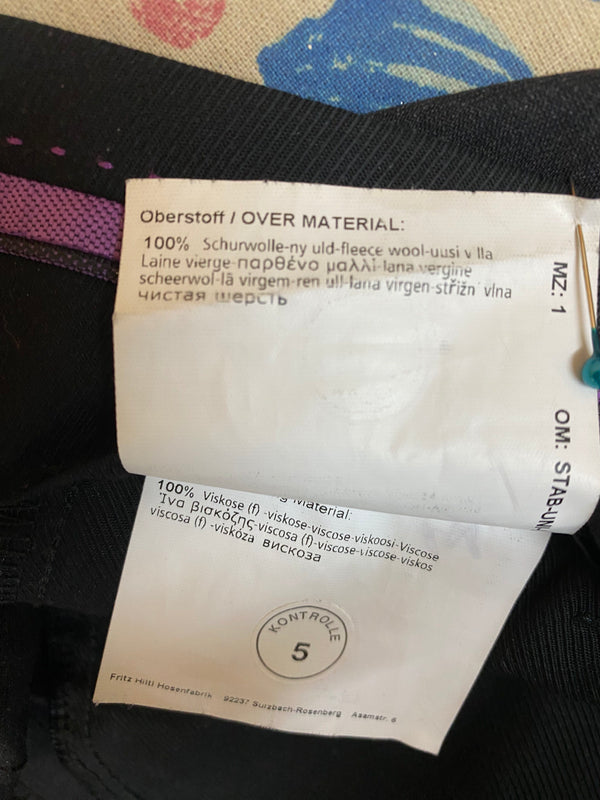 Oberstoff / OVER MATERIAL:
100% Schurwolle-ny uld-fleece wool-uusi v lla
Laine vierge-παρθένο μαλλί-lana vergine
scheerwol-lã virgem-ren ull-lana virgen-střižn vlna
чистая шерсть
MZ: 1
OM: STAB-UN
Material:
100% Viskose (f) -viskose-viscose-viskoosi-Viscose
Ίνα βισκόζης-viscosa (f)-viscose-viscose-viskos
viscosa (f) -viskóza вискоза
KONTROLLE
5
Fritz Hiltl Hosenfabrik 92237 Sulzbach-Rosenberg Asamstr. 6